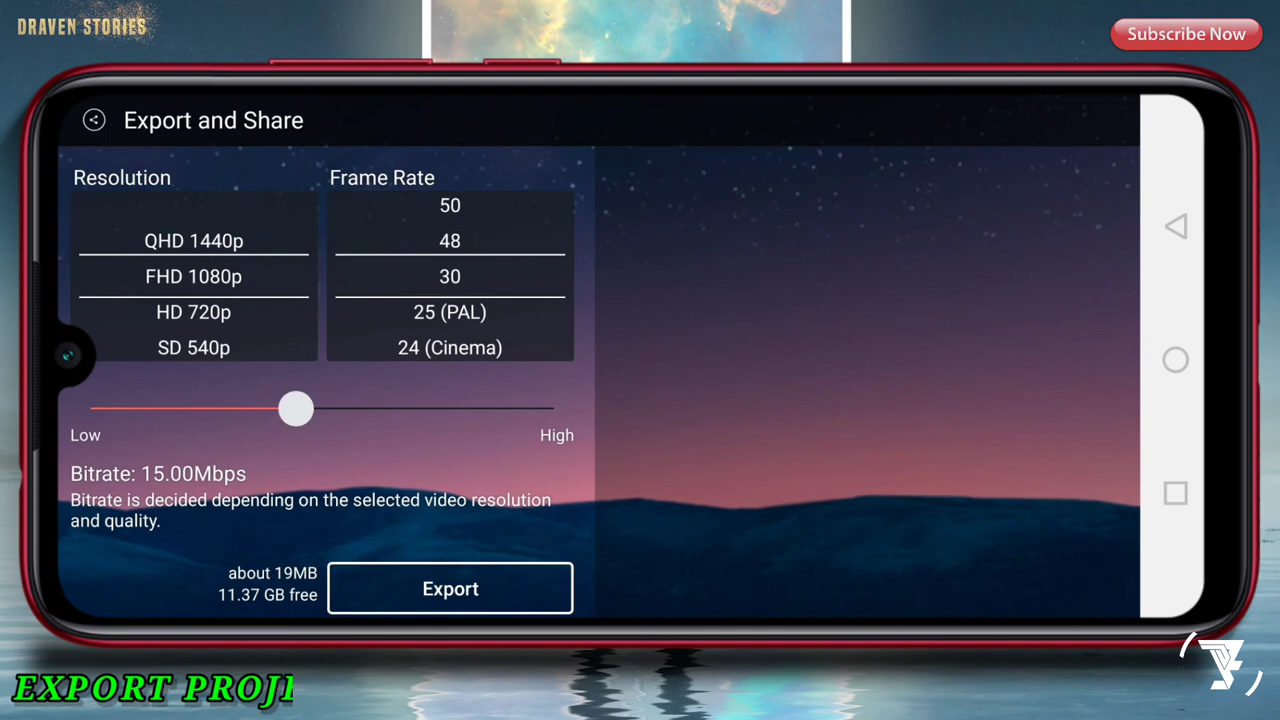 DRAVEN STORIES
Subscribe Now
Export and Share
Resolution
Frame Rate
QHD 1440p
FHD 1080p
HD 720p
SD 540p
50
48
30
25 (PAL)
24 (Cinema)
Low
High
Bitrate: 15.00Mbps
Bitrate is decided depending on the selected video resolution
and quality.
about 19MB
11.37 GB free
Export
EXPORT PROJE